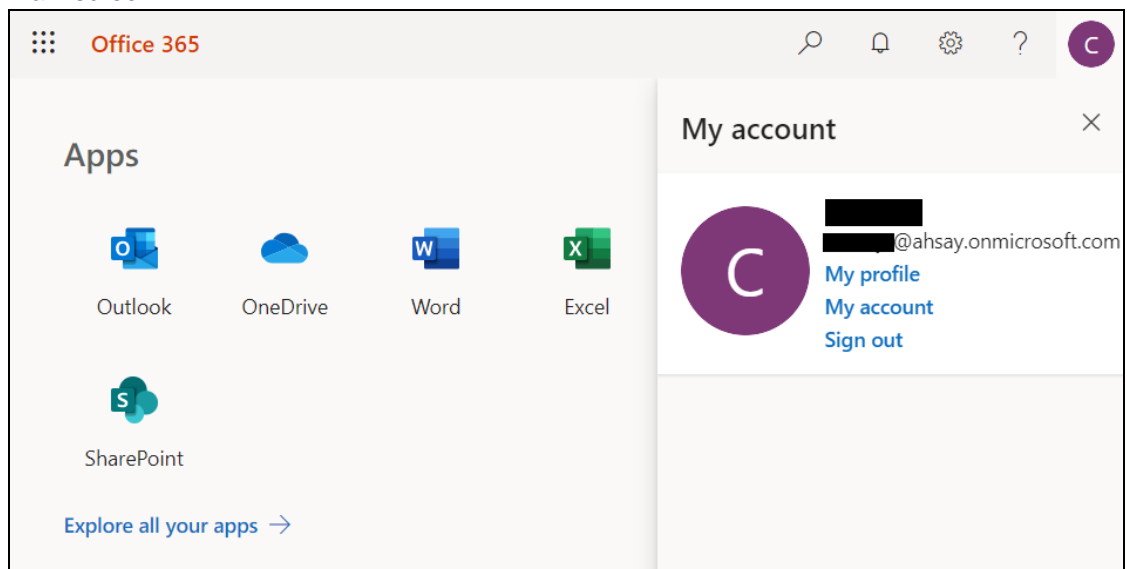 Office 365
?
C
My account
Apps
C
@ahsay.onmicrosoft.com
My profile
My account
Sign out
O
W
X
Outlook
OneDrive
Word
Excel
S
SharePoint
Explore all your apps →